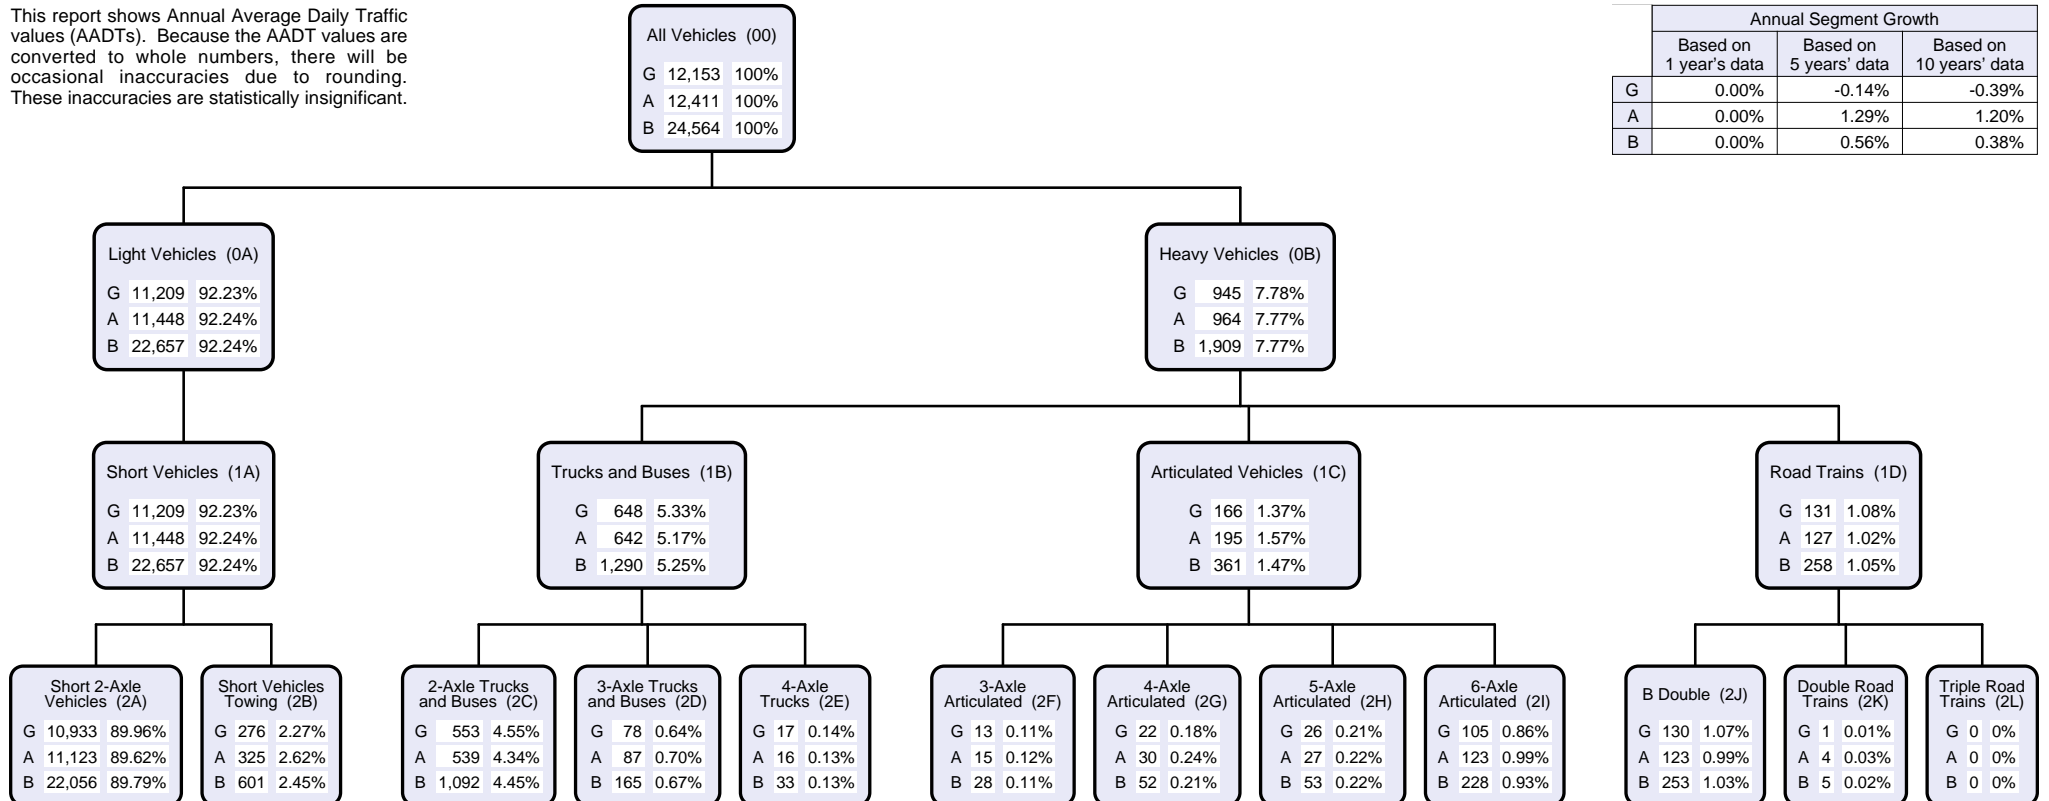 This report shows Annual Average Daily Traffic
values (AADTs). Because the AADT values are
converted to whole numbers, there will be
occasional inaccuracies due to rounding.
These inaccuracies are statistically insignificant.
All Vehicles (00)
G 12,153 100%
A 12,411 100%
B 24,564 100%
Annual Segment Growth
Based on 1 year's data Based on 5 years' data Based on 10 years' data
G 0.00% -0.14% -0.39%
A 0.00% 1.29% 1.20%
B 0.00% 0.56% 0.38%
Light Vehicles (0A)
G 11,209 92.23%
A 11,448 92.24%
B 22,657 92.24%
Heavy Vehicles (0B)
G 945 7.78%
A 964 7.77%
B 1,909 7.77%
Short Vehicles (1A)
G 11,209 92.23%
A 11,448 92.24%
B 22,657 92.24%
Trucks and Buses (1B)
G 648 5.33%
A 642 5.17%
B 1,290 5.25%
Articulated Vehicles (1C)
G 166 1.37%
A 195 1.57%
B 361 1.47%
Road Trains (1D)
G 131 1.08%
A 127 1.02%
B 258 1.05%
Short 2-Axle
Vehicles (2A)
G 10,933 89.96%
A 11,123 89.62%
B 22,056 89.79%
Short Vehicles
Towing (2B)
G 276 2.27%
A 325 2.62%
B 601 2.45%
2-Axle Trucks
and Buses (2C)
G 553 4.55%
A 539 4.34%
B 1,092 4.45%
3-Axle Trucks
and Buses (2D)
G 78 0.64%
A 87 0.70%
B 165 0.67%
4-Axle
Trucks (2E)
G 17 0.14%
A 16 0.13%
B 33 0.13%
3-Axle
Articulated (2F)
G 13 0.11%
A 15 0.12%
B 28 0.11%
4-Axle
Articulated (2G)
G 22 0.18%
A 30 0.24%
B 52 0.21%
5-Axle
Articulated (2H)
G 26 0.21%
A 27 0.22%
B 53 0.22%
6-Axle
Articulated (2I)
G 105 0.86%
A 123 0.99%
B 228 0.93%
B Double (2J)
G 130 1.07%
A 123 0.99%
B 253 1.03%
Double Road
Trains (2K)
G 1 0.01%
A 4 0.03%
B 5 0.02%
Triple Road
Trains (2L)
G 0 0%
A 0 0%
B 0 0%